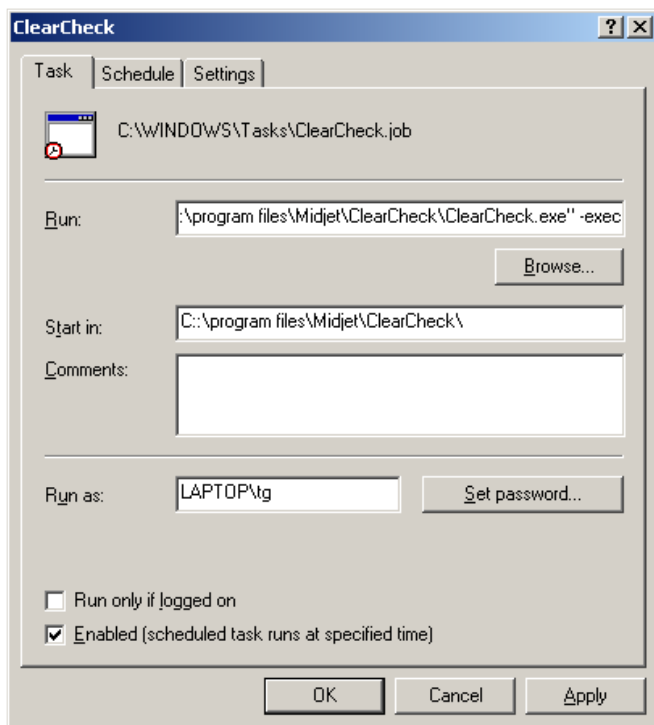 ClearCheck
Task Schedule Settings
C:\WINDOWS\Tasks\ClearCheck.job
Run: :\program files\Midjet\ClearCheck\ClearCheck.exe" -exec
Browse...
Start in: C::\program files\Midjet\ClearCheck\
Comments:
Run as: LAPTOP\tg Set password...
Run only if logged on
Enabled (scheduled task runs at specified time)
OK Cancel Apply